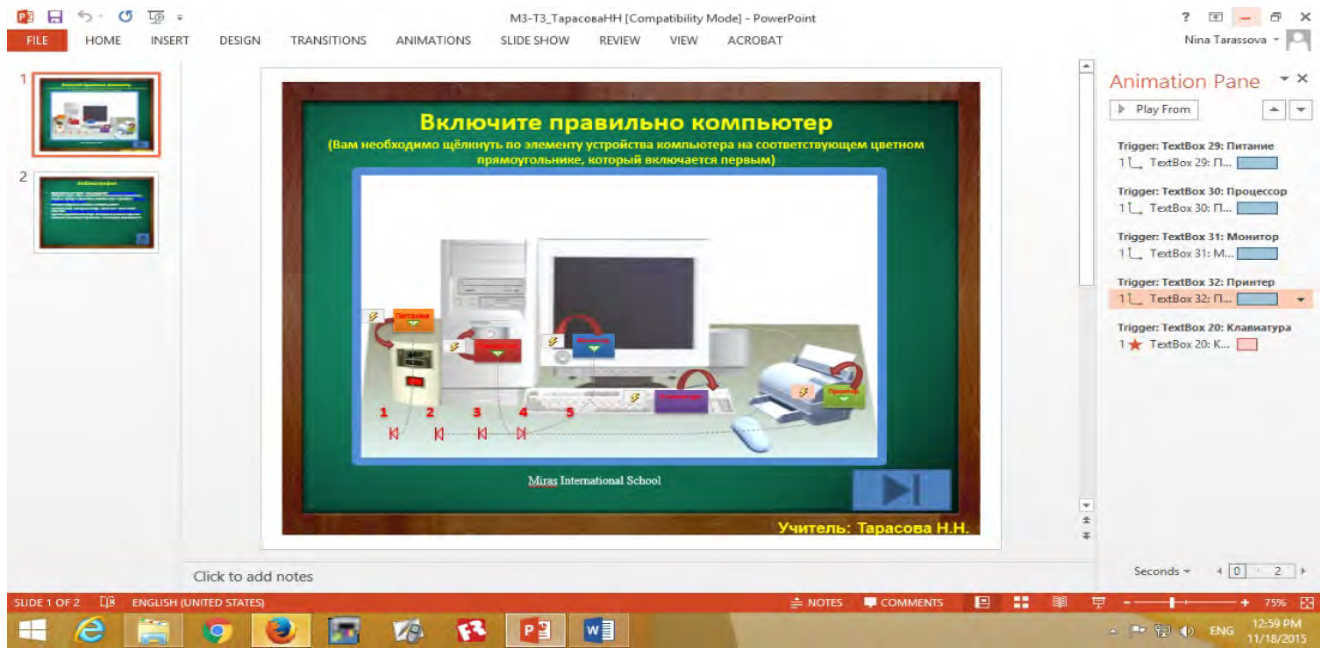 М3-Т3_ТарасоваНН [Compatibility Mode] - PowerPoint
FILE HOME INSERT DESIGN TRANSITIONS ANIMATIONS SLIDE SHOW REVIEW VIEW ACROBAT
Nina Tarassova
1
2
Включите правильно компьютер
(Вам необходимо щёлкнуть по элементу устройства компьютера на соответствующем цветном
прямоугольнике, который включается первым)
Питание
Принтер
1 2 3 4 5
Miras International School
Учитель: Тарасова Н.Н.
Click to add notes
Animation Pane
Play From
Trigger: TextBox 29: Питание
1 TextBox 29: П...
Trigger: TextBox 30: Процессор
1 TextBox 30: П...
Trigger: TextBox 31: Монитор
1 TextBox 31: М...
Trigger: TextBox 32: Принтер
1 TextBox 32: П...
Trigger: TextBox 20: Клавиатура
1 TextBox 20: К...
Seconds 0 2
SLIDE 1 OF 2 ENGLISH (UNITED STATES) NOTES COMMENTS 75%
ENG 12:59 PM
11/18/2015